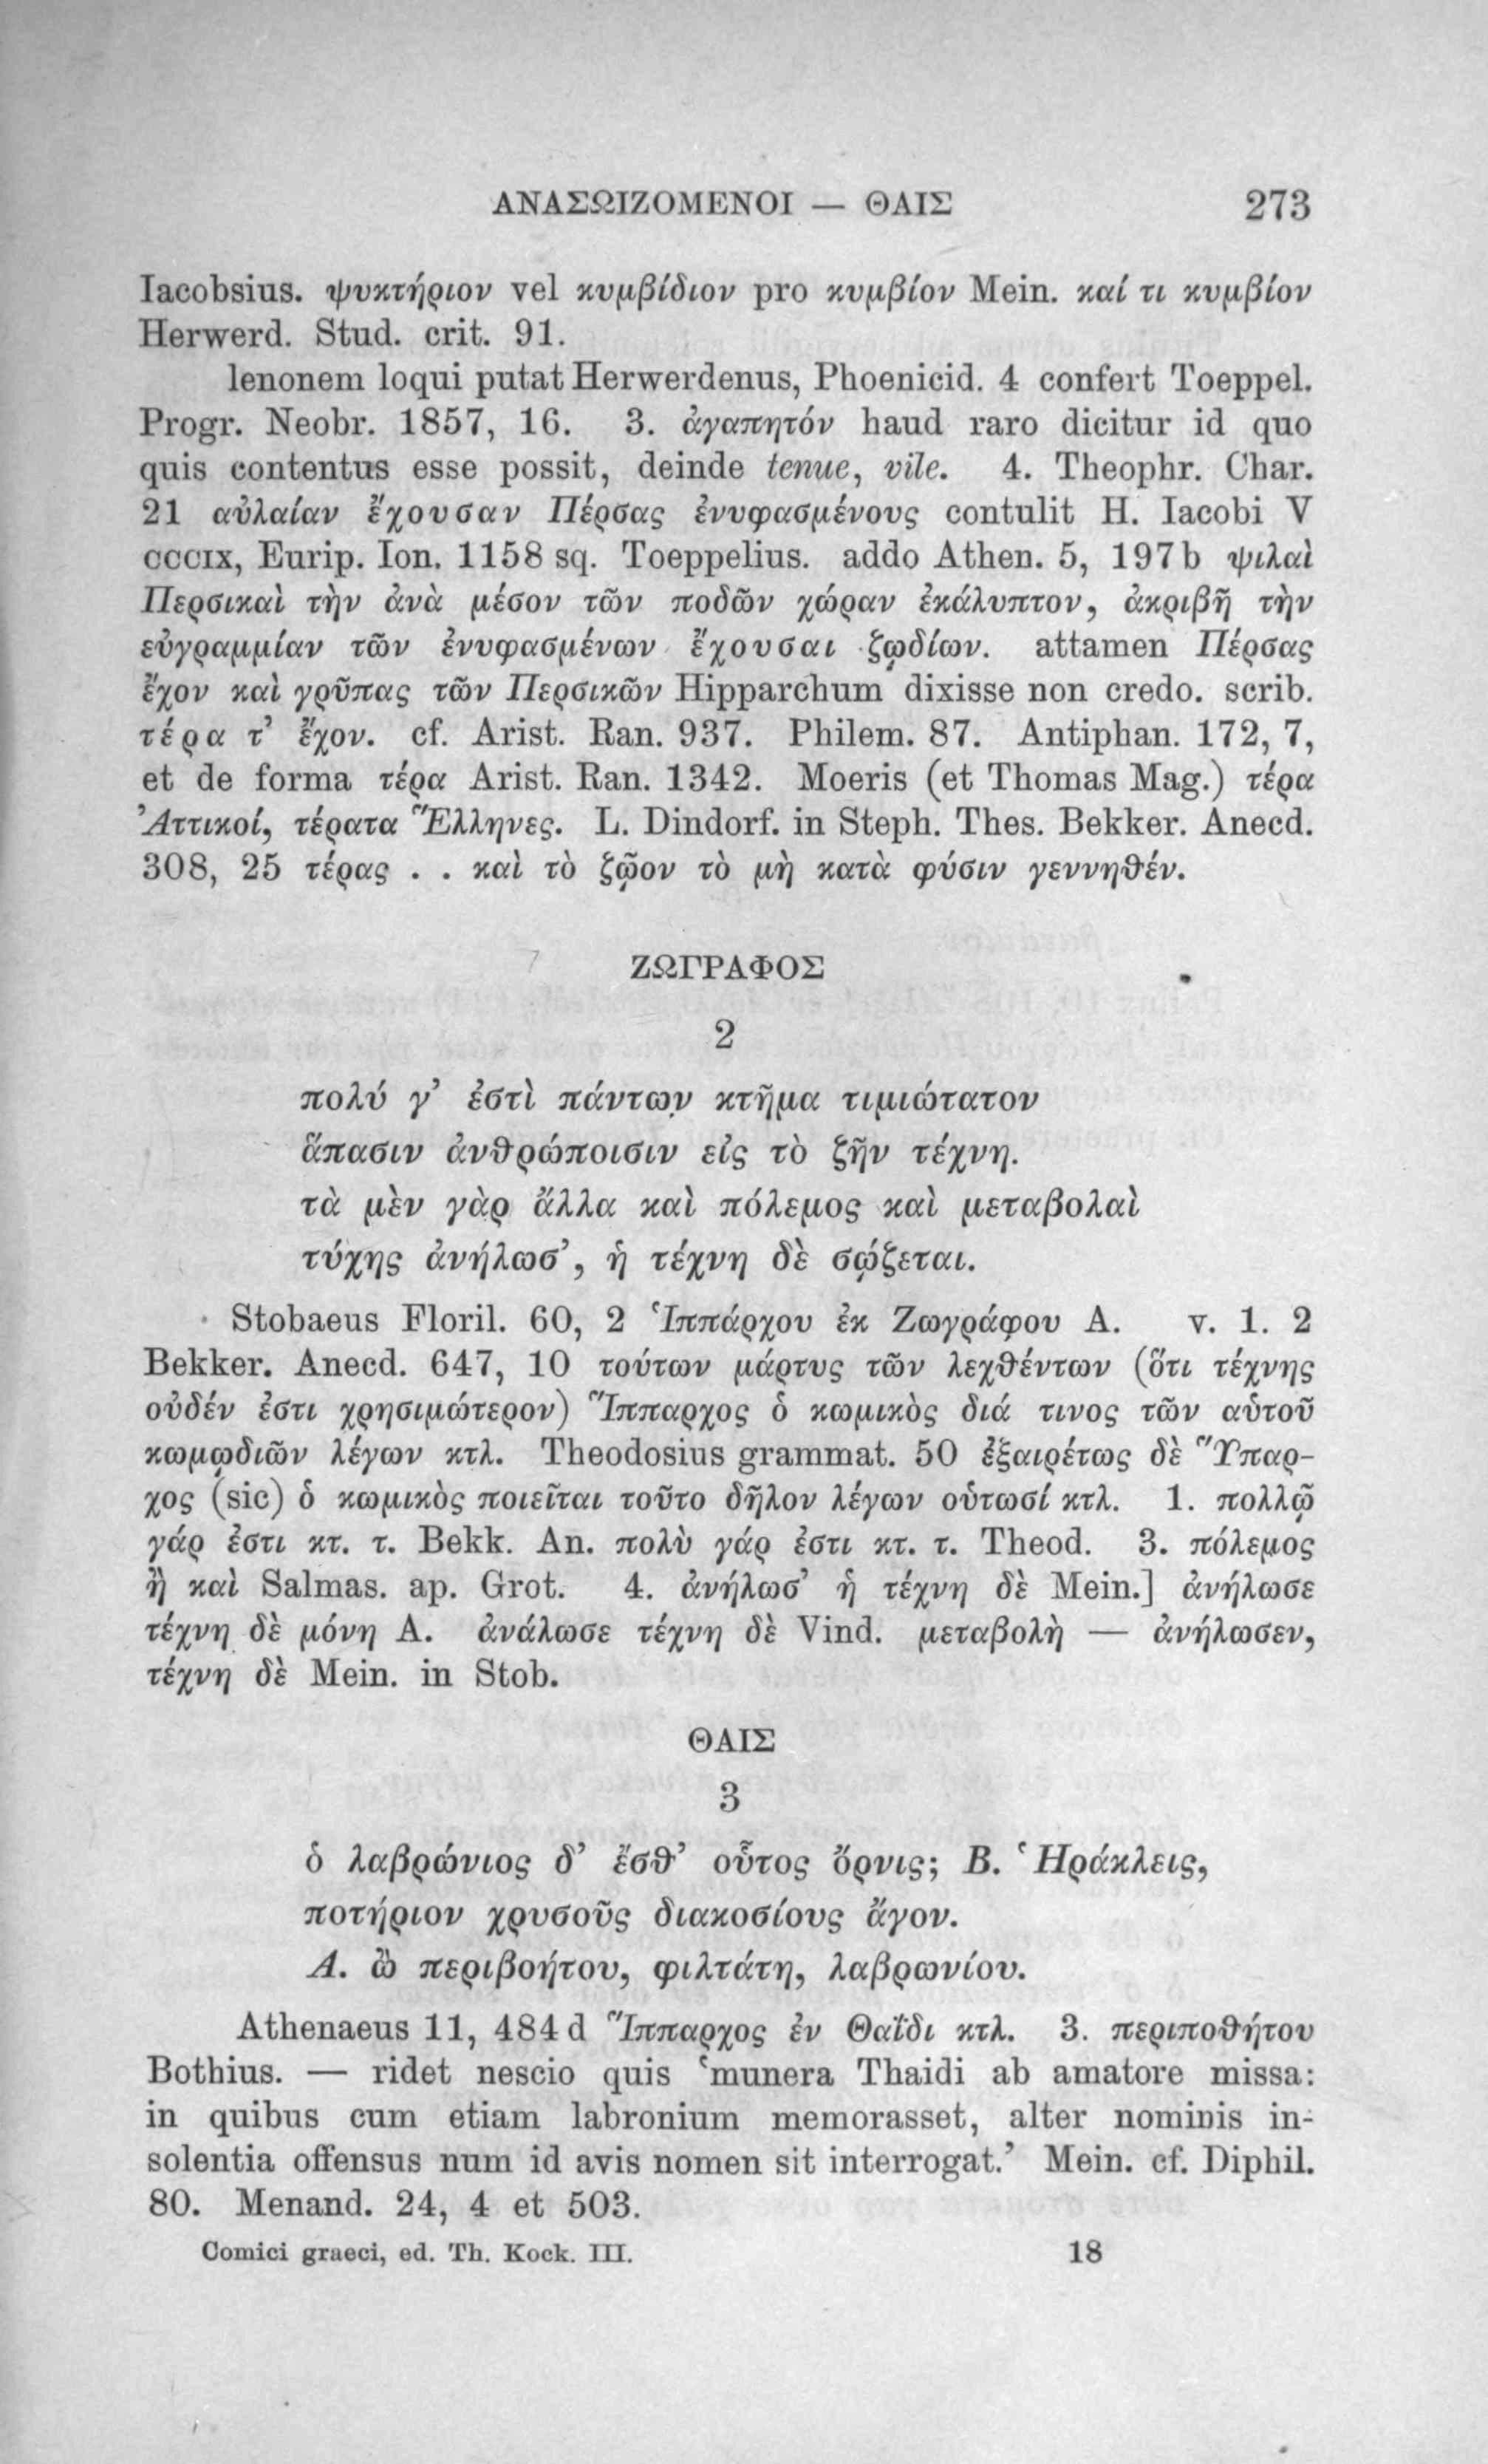 ΑΝΑΣΩΙΖΟΜΕΝΟΙ — ΘΑΙΣ 273
Iacobsius. ψυκτήριον vel κυμβίδιον pro κυμβίον Mein. καί τι κυμβίον
Herwerd. Stud. crit. 91.
lenonem loqui putat Herwerdenus, Phoenicid. 4 confert Toeppel.
Progr. Neobr. 1857, 16. 3. ἀγαπητόν haud raro dicitur id quo
quis contentus esse possit, deinde tenue, vile. 4. Theophr. Char.
21 αὐλαίαν ἔχουσαν Πέρσας ἐνυφασμένους contulit H. Iacobi V
CCCIX, Eurip. Ion. 1158 sq. Toeppelius. addo Athen. 5, 197 b ψιλαὶ
Περσικαὶ τὴν ἀνὰ μέσον τῶν ποδῶν χώραν ἐκάλυπτον, ἀκριβῆ τὴν
εὐγραμμίαν τῶν ἐνυφασμένων ἔχουσαι ζῳδίων. attamen Πέρσας
ἔχον καὶ γρῦπας τῶν Περσικῶν Hipparchum dixisse non credo. scrib.
τέρα τ’ ἔχον. cf. Arist. Ran. 937. Philem. 87. Antiphan. 172, 7,
et de forma τέρα Arist. Ran. 1342. Moeris (et Thomas Mag.) τέρα
Ἀττικοί, τέρατα Ἕλληνες. L. Dindorf. in Steph. Thes. Bekker. Anecd.
308, 25 τέρας . . καὶ τὸ ζῷον τὸ μὴ κατὰ φύσιν γεννηθέν.
ΖΩΓΡΑΦΟΣ
2
πολύ γ’ ἐστὶ πάντων κτῆμα τιμιώτατον
ἅπασιν ἀνθρώποισιν εἰς τὸ ζῆν τέχνη.
τὰ μὲν γὰρ ἄλλα καὶ πόλεμος καὶ μεταβολαὶ
τύχης ἀνήλωσ’, ἡ τέχνη δὲ σῴζεται.
Stobaeus Floril. 60, 2 Ἱππάρχου ἐκ Ζωγράφου A. v. 1. 2
Bekker. Anecd. 647, 10 τούτων μάρτυς τῶν λεχθέντων (ὅτι τέχνης
οὐδέν ἐστι χρησιμώτερον) Ἵππαρχος ὁ κωμικὸς διά τινος τῶν αὑτοῦ
κωμῳδιῶν λέγων κτλ. Theodosius grammat. 50 ἐξαιρέτως δὲ Ὕπαρ-
χος (sic) ὁ κωμικὸς ποιεῖται τοῦτο δῆλον λέγων οὑτωσί κτλ. 1. πολλῷ
γάρ ἐστι κτ. τ. Bekk. An. πολὺ γάρ ἐστι κτ. τ. Theod. 3. πόλεμος
ἢ καὶ Salmas. ap. Grot. 4. ἀνήλωσ’ ἡ τέχνη δὲ Mein.] ἀνήλωσε
τέχνη δὲ μόνη A. ἀνάλωσε τέχνη δὲ Vind. μεταβολὴ — ἀνήλωσεν,
τέχνη δὲ Mein. in Stob.
ΘΑΙΣ
3
ὁ λαβρώνιος δ’ ἔσθ’ οὗτος ὄρνις; B. Ἡράκλεις,
ποτήριον χρυσοῦς διακοσίους ἄγον.
A. ὢ περιβοήτου, φιλτάτη, λαβρωνίου.
Athenaeus 11, 484 d Ἵππαρχος ἐν Θαΐδι κτλ. 3. περιποθήτου
Bothius. — ridet nescio quis ‘munera Thaidi ab amatore missa:
in quibus cum etiam labronium memorasset, alter nominis in-
solentia offensus num id avis nomen sit interrogat.’ Mein. cf. Diphil.
80. Menand. 24, 4 et 503.
Comici graeci, ed. Th. Kock. III. 18